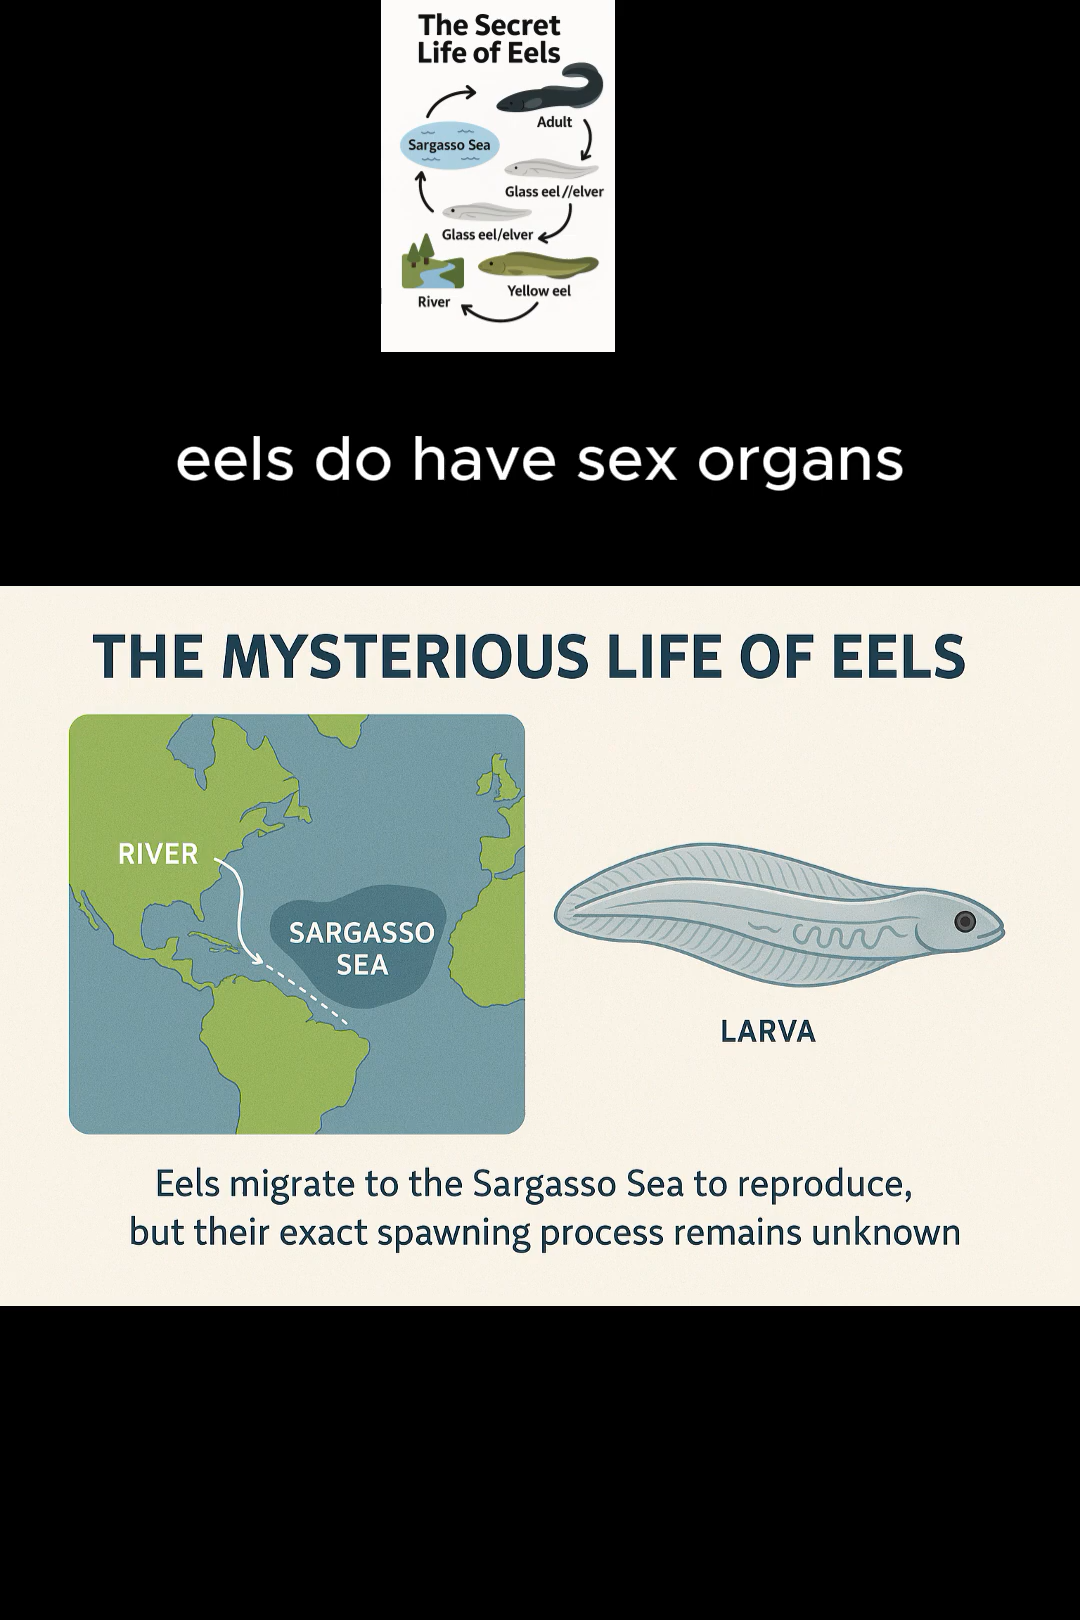 The Secret
Life of Eels
Adult
Sargasso Sea
Glass eel //elver
Glass eel/elver
Yellow eel
River
eels do have sex organs
THE MYSTERIOUS LIFE OF EELS
RIVER
SARGASSO
SEA
LARVA
Eels migrate to the Sargasso Sea to reproduce,
but their exact spawning process remains unknown